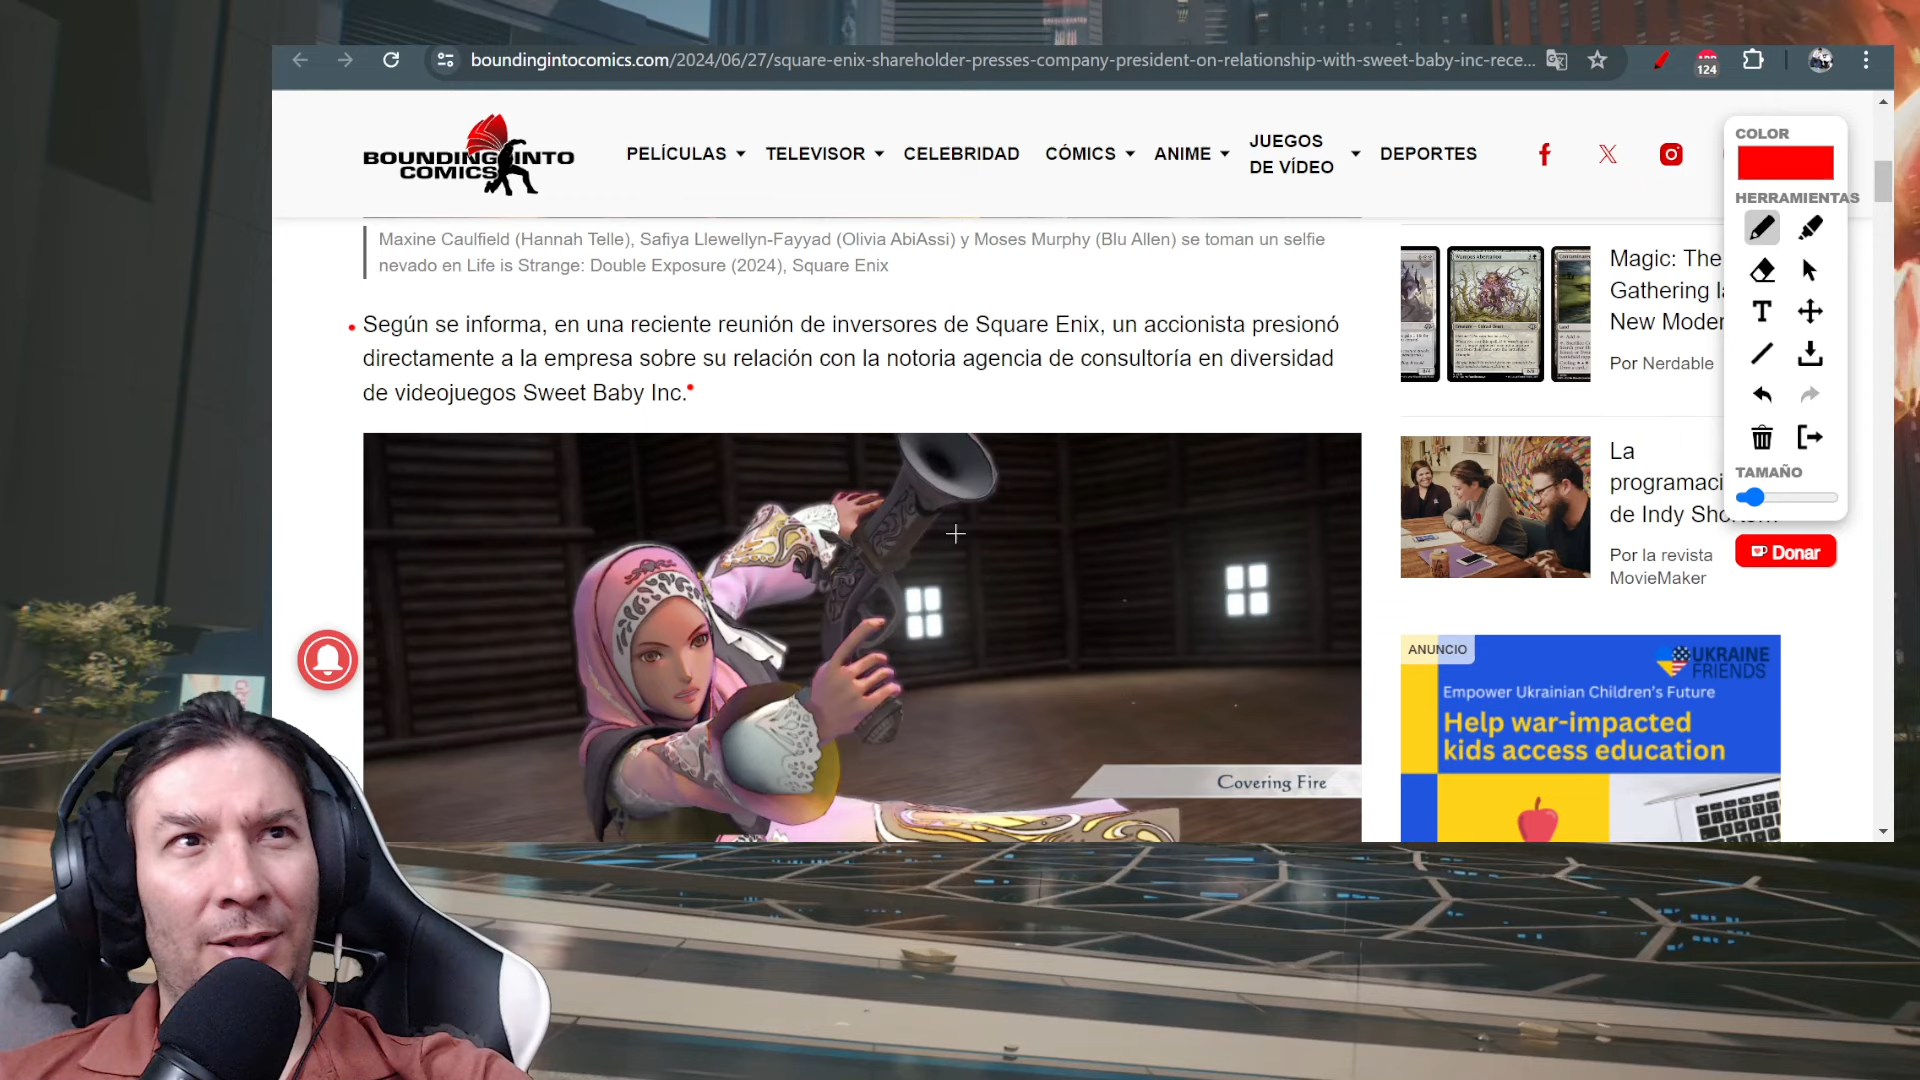 boundingintocomics.com/2024/06/27/square-enix-shareholder-presses-company-president-on-relationship-with-sweet-baby-inc-rece...
124
BOUNDING INTO
COMICS
PELÍCULAS
TELEVISOR
CELEBRIDAD
CÓMICS
ANIME
JUEGOS
DE VÍDEO
DEPORTES
COLOR
HERRAMIENTAS
TAMAÑO
Donar
Maxine Caulfield (Hannah Telle), Safiya Llewellyn-Fayyad (Olivia AbiAssi) y Moses Murphy (Blu Allen) se toman un selfie
nevado en Life is Strange: Double Exposure (2024), Square Enix
Según se informa, en una reciente reunión de inversores de Square Enix, un accionista presionó
directamente a la empresa sobre su relación con la notoria agencia de consultoría en diversidad
de videojuegos Sweet Baby Inc.
Covering Fire
Magic: The
Gathering
New
Por Nerdable
La
de Indy
Por la revista
MovieMaker
ANUNCIO
UKRAINE
FRIENDS
Empower Ukrainian Children's Future
Help war-impacted
kids access education